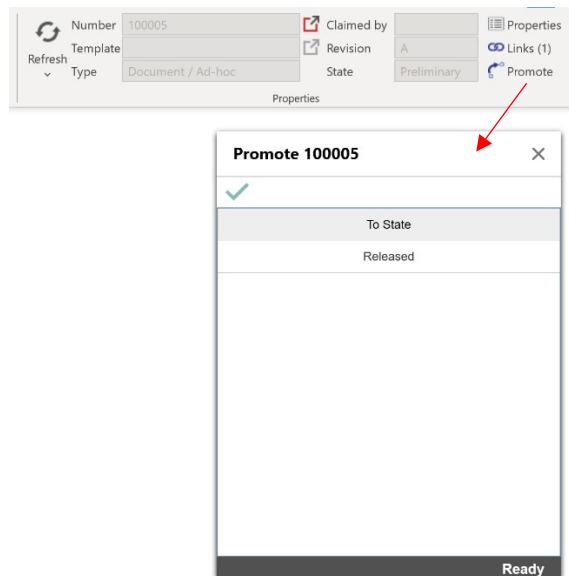 Number 100005 Claimed by Properties
Template Revision A Links (1)
Refresh
Type Document / Ad-hoc State Preliminary Promote
Properties
Promote 100005
To State
Released
Ready